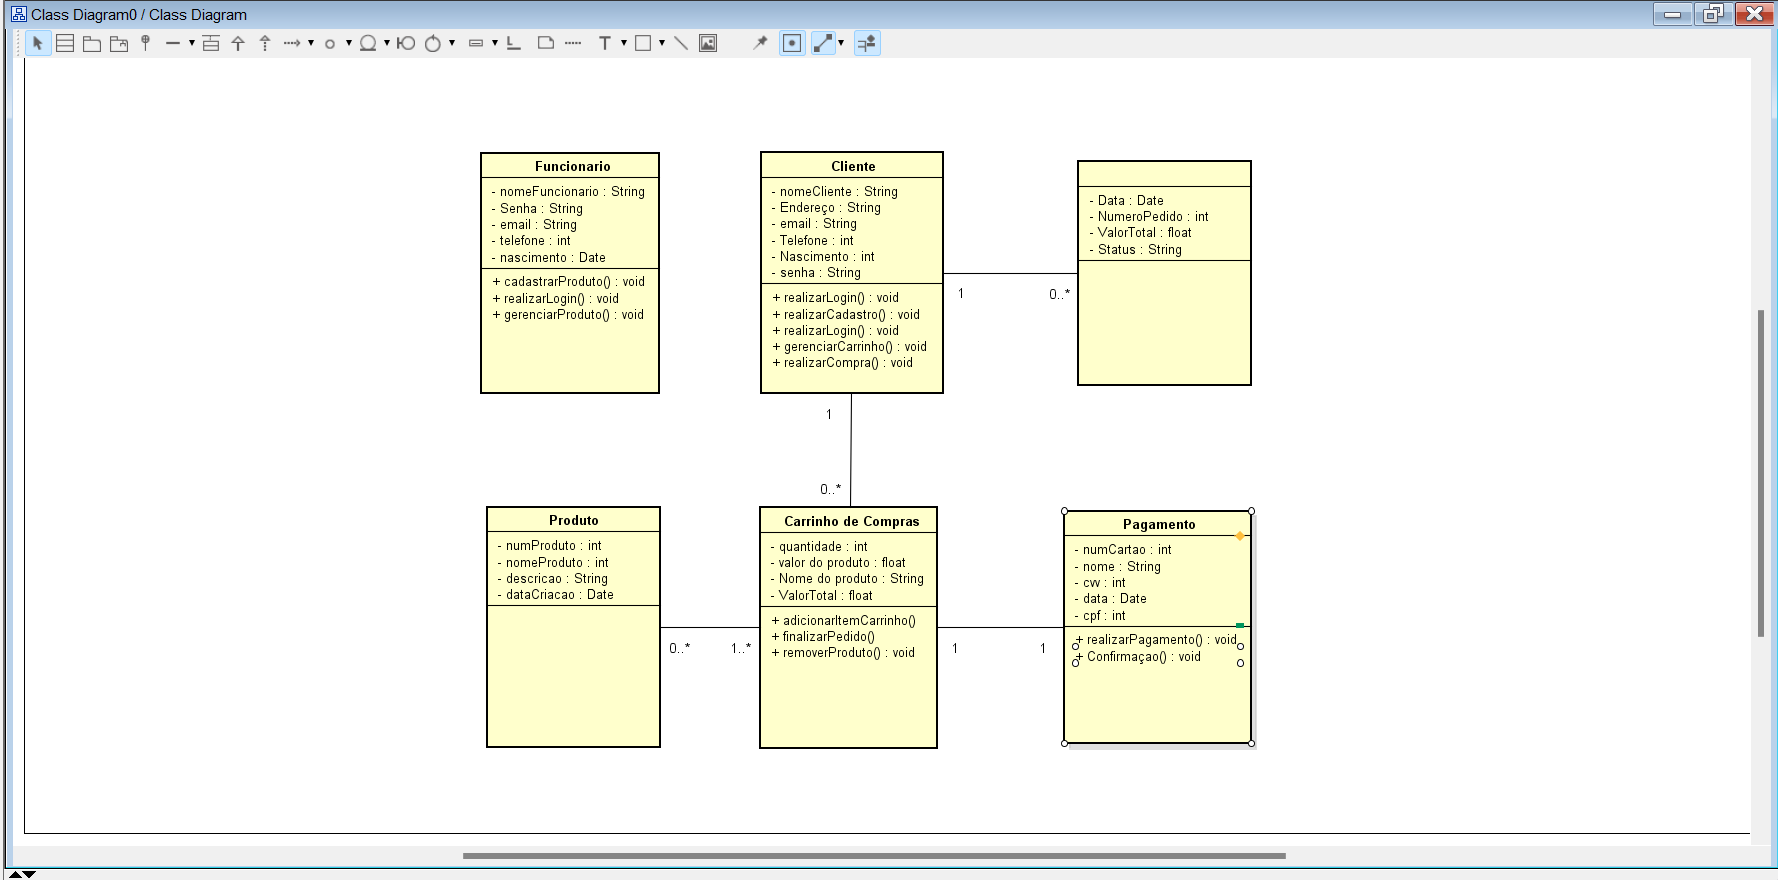 Class Diagram0 / Class Diagram
T
Funcionario
- nomeFuncionario : String
- Senha : String
- email : String
- telefone : int
- nascimento : Date
+ cadastrarProduto() : void
+ realizarLogin() : void
+ gerenciarProduto() : void
Cliente
- nomeCliente : String
- Endereço : String
- email : String
- Telefone : int
- Nascimento : int
- senha : String
+ realizarLogin() : void
+ realizarCadastro() : void
+ realizarLogin() : void
+ gerenciarCarrinho() : void
+ realizarCompra() : void
1
0..*
- Data : Date
- NumeroPedido : int
- ValorTotal : float
- Status : String
1
0..*
Produto
- numProduto : int
- nomeProduto : int
- descricao : String
- dataCriacao : Date
0..*
1..*
Carrinho de Compras
- quantidade : int
- valor do produto : float
- Nome do produto : String
- ValorTotal : float
+ adicionarItemCarrinho()
+ finalizarPedido()
+ removerProduto() : void
1
1
Pagamento
- numCartao : int
- nome : String
- cvv : int
- data : Date
- cpf : int
+ realizarPagamento() : void
+ Confirmaçao() : void